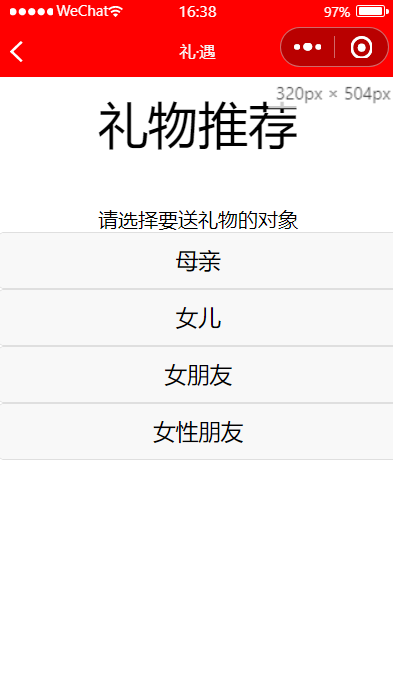 WeChat 16:38 97%
礼·遇
320px × 504px
礼物推荐
请选择要送礼物的对象
母亲
女儿
女朋友
女性朋友